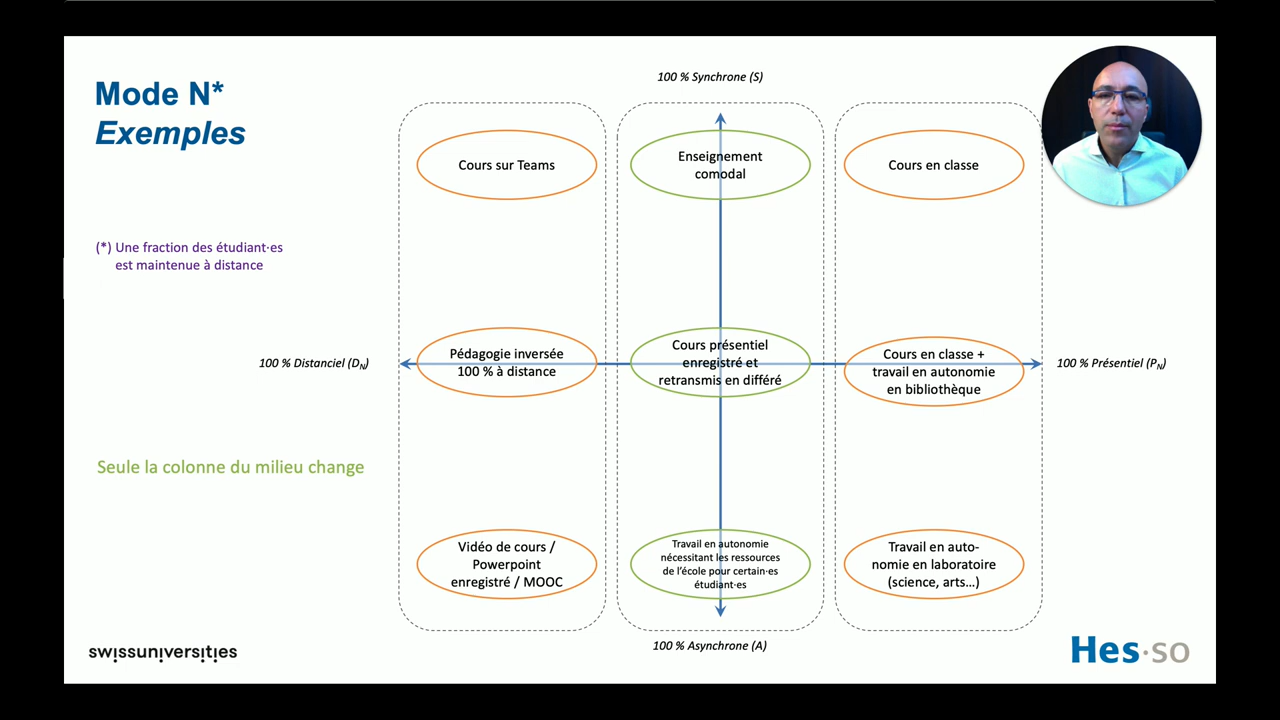 Mode N*
Exemples
(*) Une fraction des étudiant·es
est maintenue à distance
Seule la colonne du milieu change
100 % Synchrone (S)
Cours sur Teams
Enseignement
comodal
Cours en classe
100 % Distanciel (DN)
Pédagogie inversée
100 % à distance
Cours présentiel
enregistré et
retransmis en différé
Cours en classe +
travail en autonomie
en bibliothèque
100 % Présentiel (PN)
Vidéo de cours /
Powerpoint
enregistré / MOOC
Travail en autonomie
nécessitant les ressources
de l'école pour certain·es
étudiant·es
Travail en auto-
nomie en laboratoire
(science, arts…)
100 % Asynchrone (A)
swissuniversities
Hes·so